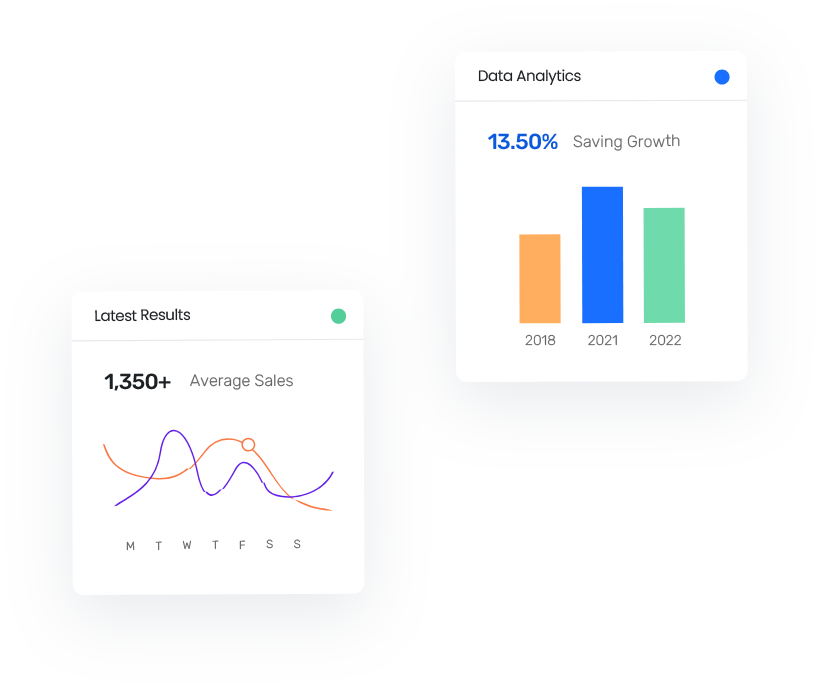 Data Analytics
13.50% Saving Growth
2018 2021 2022
Latest Results
1,350+ Average Sales
M T W T F S S